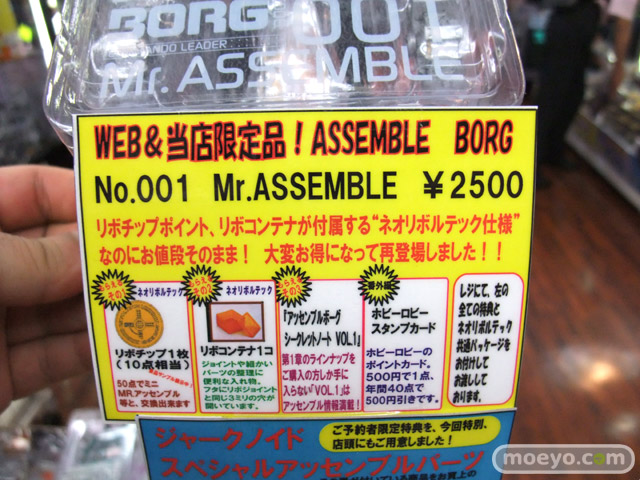 BORG
001
COMMANDO LEADER
Mr. ASSEMBLE
WEB&当店限定品!ASSEMBLE BORG
No.001 Mr.ASSEMBLE ¥2500
リボチップポイント、リボコンテナが付属する“ネオリボルテック仕様”
なのにお値段そのまま! 大変お得になって再登場しました!!
ネオリボルテック
リボチップ1枚
(10点相当)
50点でミニ
MR.アッセンブル
等と、交換出来ます
ネオリボルテック
リボコンテナ1コ
ジョイントや細かい
パーツの整理に
便利な入れ物。
フタにリボジョイント
と同じ3ミリの穴が
開いています。
『アッセンブルボーグ
シークレットノート VOL.1』
第1章のラインナップを
ご購入の方しか手に
入らない「VOL.1」は
アッセンブル情報満載!
番外編
ホビーロビー
スタンプカード
ホビーロビーの
ポイントカード。
500円で1点、
年間40点で
500円引きです。
レジにて、左の
全ての特典と
ネオリボルテック
共通パッケージを
お付けして
お渡しして
おります。
ジャークノイド
スペシャルアッセンブルパーツ
ご予約者限定特典を、今回特別、
店頭にもご用意しました!
moeyo.com